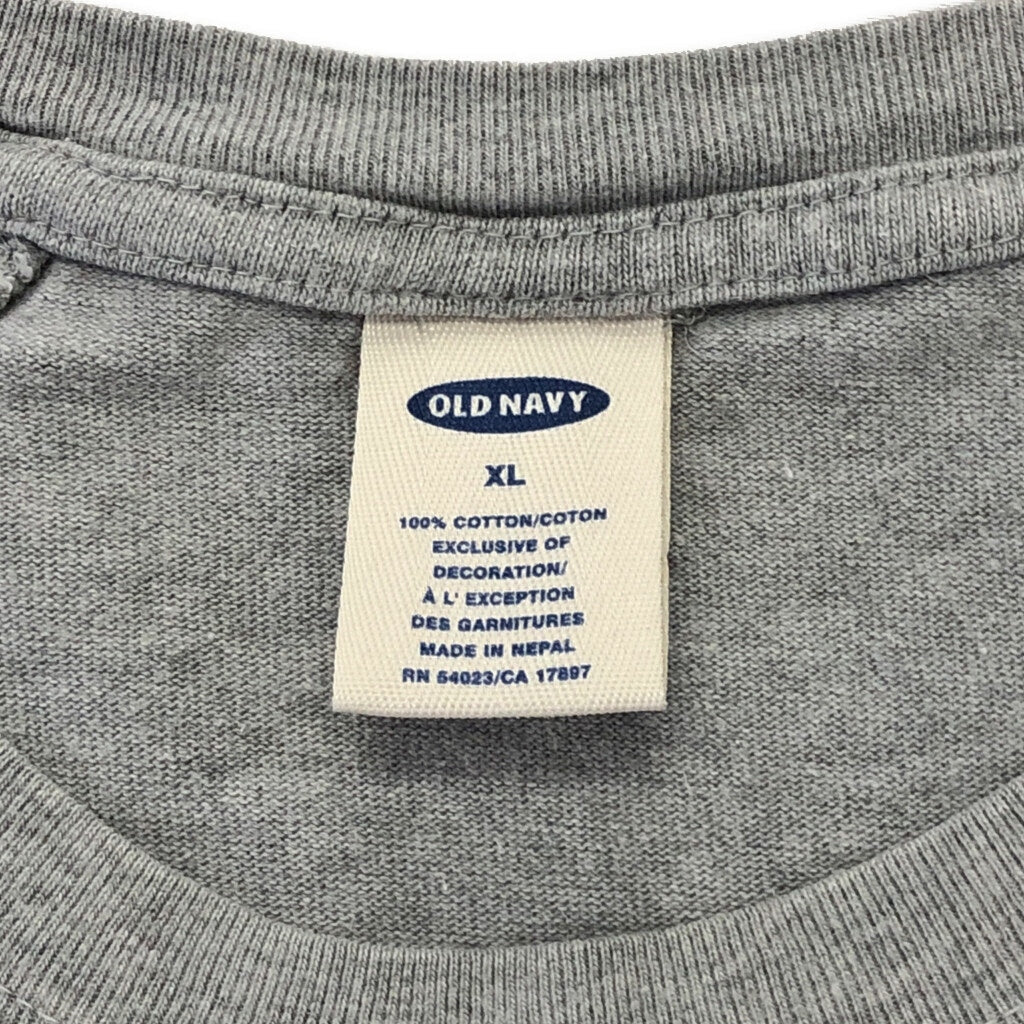 OLD NAVY
XL
100% COTTON/COTON
EXCLUSIVE OF
DECORATION/
À L' EXCEPTION
DES GARNITURES
MADE IN NEPAL
RN 54023/CA 17897